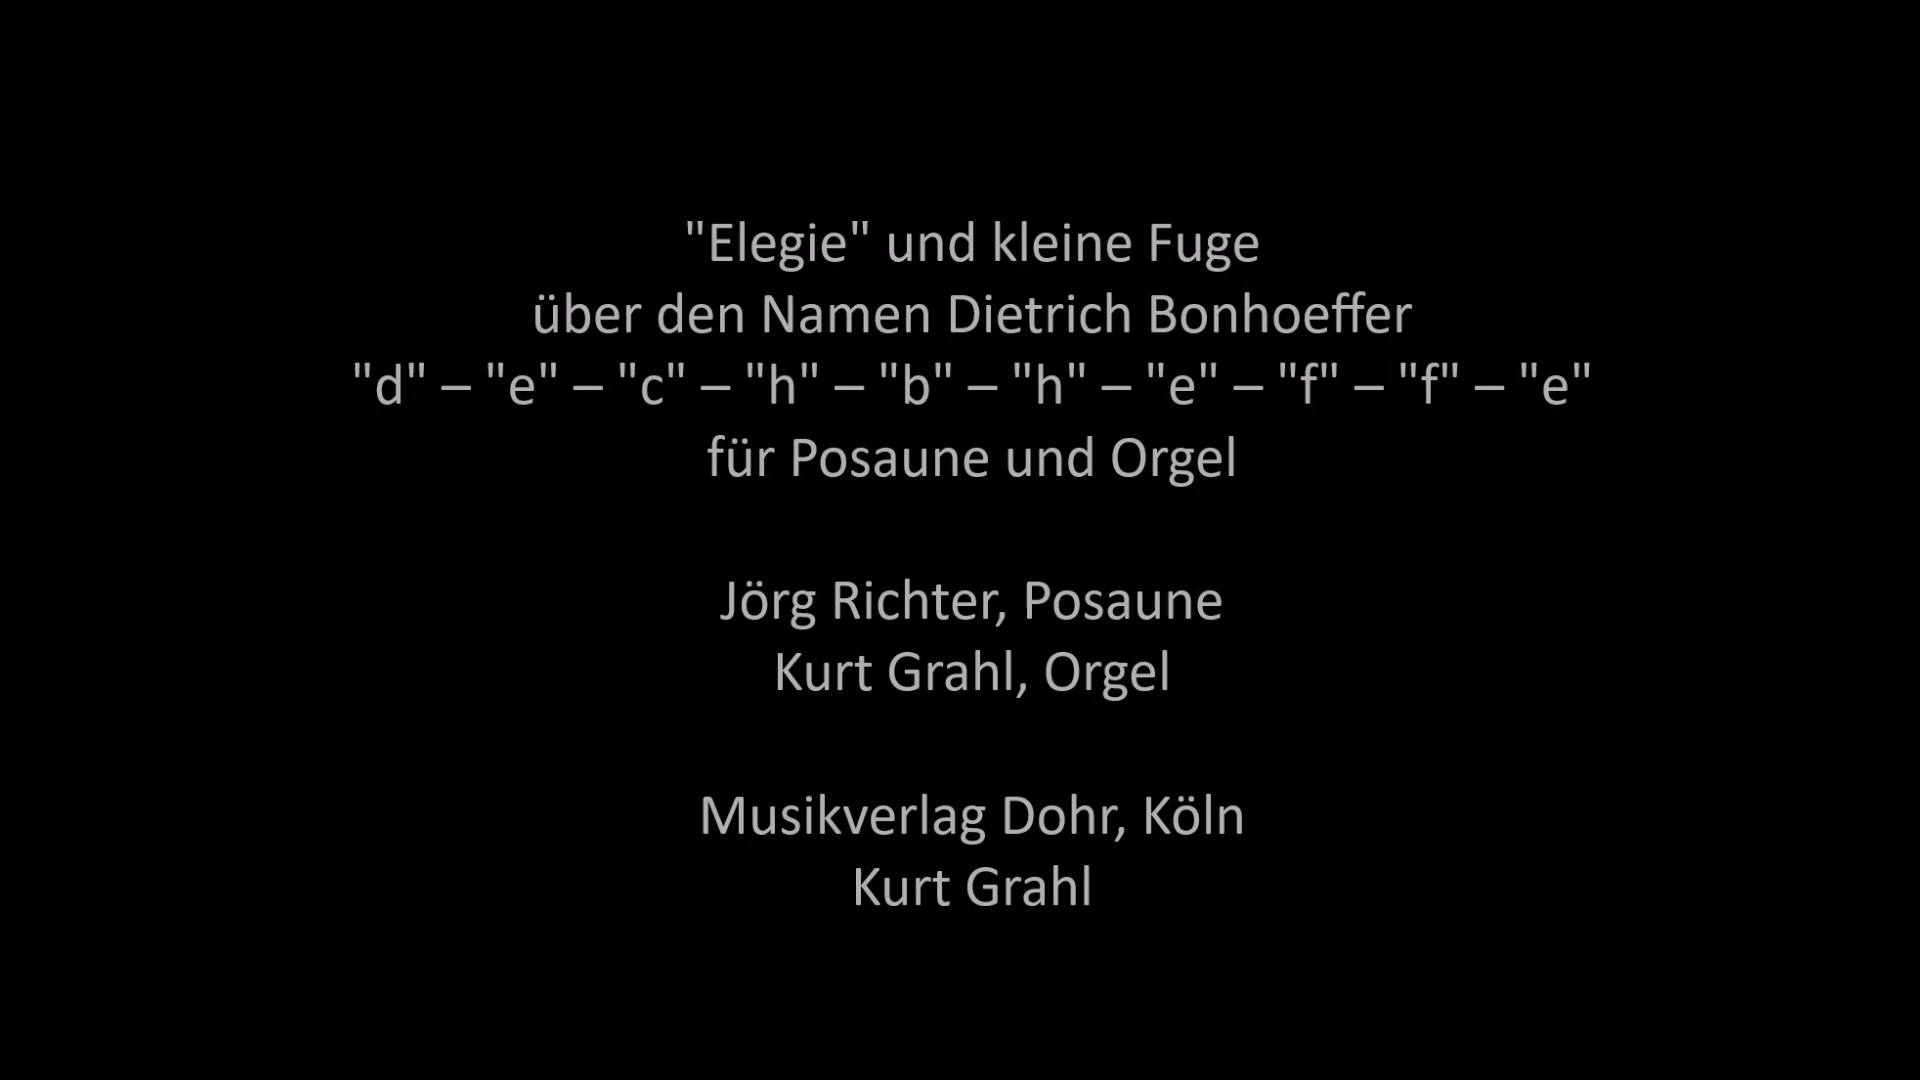 "Elegie" und kleine Fuge
über den Namen Dietrich Bonhoeffer
"d" – "e" – "c" – "h" – "b" – "h" – "e" – "f" – "f" – "e"
für Posaune und Orgel
Jörg Richter, Posaune
Kurt Grahl, Orgel
Musikverlag Dohr, Köln
Kurt Grahl